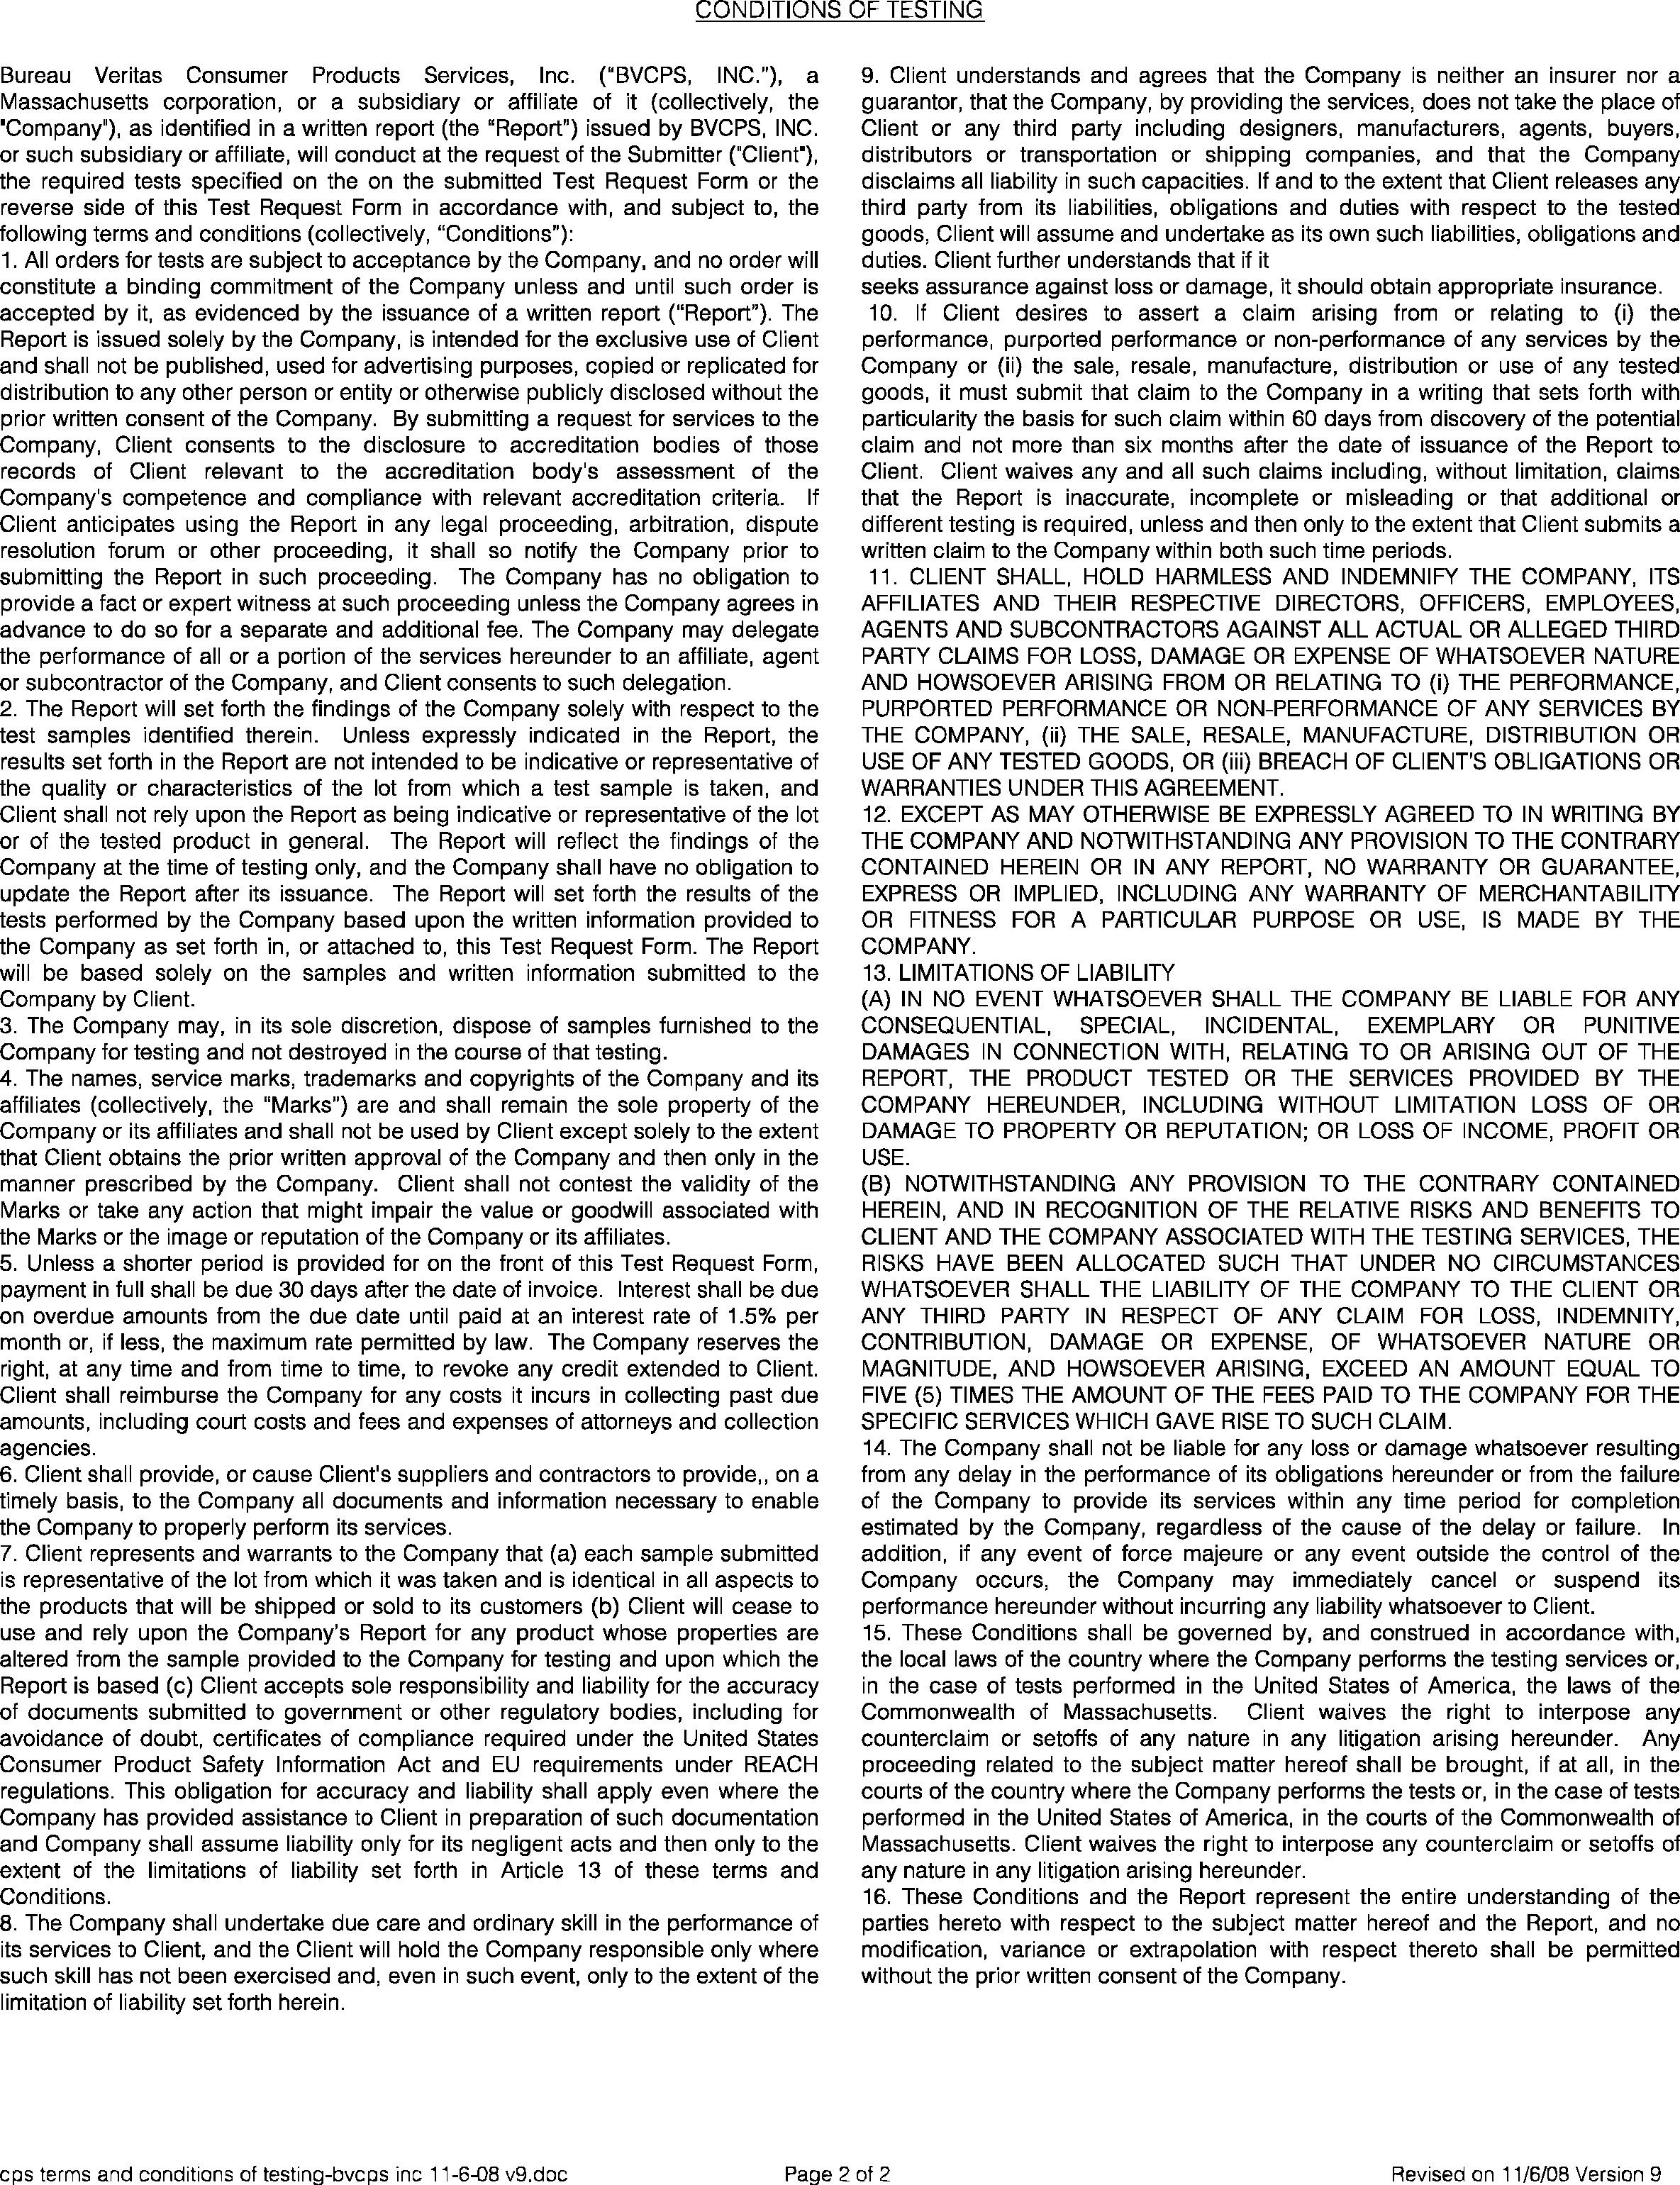 CONDITIONS OF TESTING
Bureau Veritas Consumer Products Services, Inc. ("BVCPS, INC."), a
Massachusetts corporation, or a subsidiary or affiliate of it (collectively, the
"Company"), as identified in a written report (the “Report”) issued by BVCPS, INC.
or such subsidiary or affiliate, will conduct at the request of the Submitter ("Client"),
the required tests specified on the on the submitted Test Request Form or the
reverse side of this Test Request Form in accordance with, and subject to, the
following terms and conditions (collectively, “Conditions”):
1. All orders for tests are subject to acceptance by the Company, and no order will
constitute a binding commitment of the Company unless and until such order is
accepted by it, as evidenced by the issuance of a written report (“Report”). The
Report is issued solely by the Company, is intended for the exclusive use of Client
and shall not be published, used for advertising purposes, copied or replicated for
distribution to any other person or entity or otherwise publicly disclosed without the
prior written consent of the Company. By submitting a request for services to the
Company, Client consents to the disclosure to accreditation bodies of those
records of Client relevant to the accreditation body's assessment of the
Company's competence and compliance with relevant accreditation criteria. If
Client anticipates using the Report in any legal proceeding, arbitration, dispute
resolution forum or other proceeding, it shall so notify the Company prior to
submitting the Report in such proceeding. The Company has no obligation to
provide a fact or expert witness at such proceeding unless the Company agrees in
advance to do so for a separate and additional fee. The Company may delegate
the performance of all or a portion of the services hereunder to an affiliate, agent
or subcontractor of the Company, and Client consents to such delegation.
2. The Report will set forth the findings of the Company solely with respect to the
test samples identified therein. Unless expressly indicated in the Report, the
results set forth in the Report are not intended to be indicative or representative of
the quality or characteristics of the lot from which a test sample is taken, and
Client shall not rely upon the Report as being indicative or representative of the lot
or of the tested product in general. The Report will reflect the findings of the
Company at the time of testing only, and the Company shall have no obligation to
update the Report after its issuance. The Report will set forth the results of the
tests performed by the Company based upon the written information provided to
the Company as set forth in, or attached to, this Test Request Form. The Report
will be based solely on the samples and written information submitted to the
Company by Client.
3. The Company may, in its sole discretion, dispose of samples furnished to the
Company for testing and not destroyed in the course of that testing.
4. The names, service marks, trademarks and copyrights of the Company and its
affiliates (collectively, the “Marks”) are and shall remain the sole property of the
Company or its affiliates and shall not be used by Client except solely to the extent
that Client obtains the prior written approval of the Company and then only in the
manner prescribed by the Company. Client shall not contest the validity of the
Marks or take any action that might impair the value or goodwill associated with
the Marks or the image or reputation of the Company or its affiliates.
5. Unless a shorter period is provided for on the front of this Test Request Form,
payment in full shall be due 30 days after the date of invoice. Interest shall be due
on overdue amounts from the due date until paid at an interest rate of 1.5% per
month or, if less, the maximum rate permitted by law. The Company reserves the
right, at any time and from time to time, to revoke any credit extended to Client.
Client shall reimburse the Company for any costs it incurs in collecting past due
amounts, including court costs and fees and expenses of attorneys and collection
agencies.
6. Client shall provide, or cause Client's suppliers and contractors to provide,, on a
timely basis, to the Company all documents and information necessary to enable
the Company to properly perform its services.
7. Client represents and warrants to the Company that (a) each sample submitted
is representative of the lot from which it was taken and is identical in all aspects to
the products that will be shipped or sold to its customers (b) Client will cease to
use and rely upon the Company's Report for any product whose properties are
altered from the sample provided to the Company for testing and upon which the
Report is based (c) Client accepts sole responsibility and liability for the accuracy
of documents submitted to government or other regulatory bodies, including for
avoidance of doubt, certificates of compliance required under the United States
Consumer Product Safety Information Act and EU requirements under REACH
regulations. This obligation for accuracy and liability shall apply even where the
Company has provided assistance to Client in preparation of such documentation
and Company shall assume liability only for its negligent acts and then only to the
extent of the limitations of liability set forth in Article 13 of these terms and
Conditions.
8. The Company shall undertake due care and ordinary skill in the performance of
its services to Client, and the Client will hold the Company responsible only where
such skill has not been exercised and, even in such event, only to the extent of the
limitation of liability set forth herein.
9. Client understands and agrees that the Company is neither an insurer nor a
guarantor, that the Company, by providing the services, does not take the place of
Client or any third party including designers, manufacturers, agents, buyers,
distributors or transportation or shipping companies, and that the Company
disclaims all liability in such capacities. If and to the extent that Client releases any
third party from its liabilities, obligations and duties with respect to the tested
goods, Client will assume and undertake as its own such liabilities, obligations and
duties. Client further understands that if it
seeks assurance against loss or damage, it should obtain appropriate insurance.
10. If Client desires to assert a claim arising from or relating to (i) the
performance, purported performance or non-performance of any services by the
Company or (ii) the sale, resale, manufacture, distribution or use of any tested
goods, it must submit that claim to the Company in a writing that sets forth with
particularity the basis for such claim within 60 days from discovery of the potential
claim and not more than six months after the date of issuance of the Report to
Client. Client waives any and all such claims including, without limitation, claims
that the Report is inaccurate, incomplete or misleading or that additional or
different testing is required, unless and then only to the extent that Client submits a
written claim to the Company within both such time periods.
11. CLIENT SHALL, HOLD HARMLESS AND INDEMNIFY THE COMPANY, ITS
AFFILIATES AND THEIR RESPECTIVE DIRECTORS, OFFICERS, EMPLOYEES,
AGENTS AND SUBCONTRACTORS AGAINST ALL ACTUAL OR ALLEGED THIRD
PARTY CLAIMS FOR LOSS, DAMAGE OR EXPENSE OF WHATSOEVER NATURE
AND HOWSOEVER ARISING FROM OR RELATING TO (i) THE PERFORMANCE,
PURPORTED PERFORMANCE OR NON-PERFORMANCE OF ANY SERVICES BY
THE COMPANY, (ii) THE SALE, RESALE, MANUFACTURE, DISTRIBUTION OR
USE OF ANY TESTED GOODS, OR (iii) BREACH OF CLIENT'S OBLIGATIONS OR
WARRANTIES UNDER THIS AGREEMENT.
12. EXCEPT AS MAY OTHERWISE BE EXPRESSLY AGREED TO IN WRITING BY
THE COMPANY AND NOTWITHSTANDING ANY PROVISION TO THE CONTRARY
CONTAINED HEREIN OR IN ANY REPORT, NO WARRANTY OR GUARANTEE,
EXPRESS OR IMPLIED, INCLUDING ANY WARRANTY OF MERCHANTABILITY
OR FITNESS FOR A PARTICULAR PURPOSE OR USE, IS MADE BY THE
COMPANY.
13. LIMITATIONS OF LIABILITY
(A) IN NO EVENT WHATSOEVER SHALL THE COMPANY BE LIABLE FOR ANY
CONSEQUENTIAL, SPECIAL, INCIDENTAL, EXEMPLARY OR PUNITIVE
DAMAGES IN CONNECTION WITH, RELATING TO OR ARISING OUT OF THE
REPORT, THE PRODUCT TESTED OR THE SERVICES PROVIDED BY THE
COMPANY HEREUNDER, INCLUDING WITHOUT LIMITATION LOSS OF OR
DAMAGE TO PROPERTY OR REPUTATION; OR LOSS OF INCOME, PROFIT OR
USE.
(B) NOTWITHSTANDING ANY PROVISION TO THE CONTRARY CONTAINED
HEREIN, AND IN RECOGNITION OF THE RELATIVE RISKS AND BENEFITS TO
CLIENT AND THE COMPANY ASSOCIATED WITH THE TESTING SERVICES, THE
RISKS HAVE BEEN ALLOCATED SUCH THAT UNDER NO CIRCUMSTANCES
WHATSOEVER SHALL THE LIABILITY OF THE COMPANY TO THE CLIENT OR
ANY THIRD PARTY IN RESPECT OF ANY CLAIM FOR LOSS, INDEMNITY,
CONTRIBUTION, DAMAGE OR EXPENSE, OF WHATSOEVER NATURE OR
MAGNITUDE, AND HOWSOEVER ARISING, EXCEED AN AMOUNT EQUAL TO
FIVE (5) TIMES THE AMOUNT OF THE FEES PAID TO THE COMPANY FOR THE
SPECIFIC SERVICES WHICH GAVE RISE TO SUCH CLAIM.
14. The Company shall not be liable for any loss or damage whatsoever resulting
from any delay in the performance of its obligations hereunder or from the failure
of the Company to provide its services within any time period for completion
estimated by the Company, regardless of the cause of the delay or failure. In
addition, if any event of force majeure or any event outside the control of the
Company occurs, the Company may immediately cancel or suspend its
performance hereunder without incurring any liability whatsoever to Client.
15. These Conditions shall be governed by, and construed in accordance with,
the local laws of the country where the Company performs the testing services or,
in the case of tests performed in the United States of America, the laws of the
Commonwealth of Massachusetts. Client waives the right to interpose any
counterclaim or setoffs of any nature in any litigation arising hereunder. Any
proceeding related to the subject matter hereof shall be brought, if at all, in the
courts of the country where the Company performs the tests or, in the case of tests
performed in the United States of America, in the courts of the Commonwealth of
Massachusetts. Client waives the right to interpose any counterclaim or setoffs of
any nature in any litigation arising hereunder.
16. These Conditions and the Report represent the entire understanding of the
parties hereto with respect to the subject matter hereof and the Report, and no
modification, variance or extrapolation with respect thereto shall be permitted
without the prior written consent of the Company.
cps terms and conditions of testing-bvcps inc 11-6-08 v9.doc Page 2 of 2 Revised on 11/6/08 Version 9